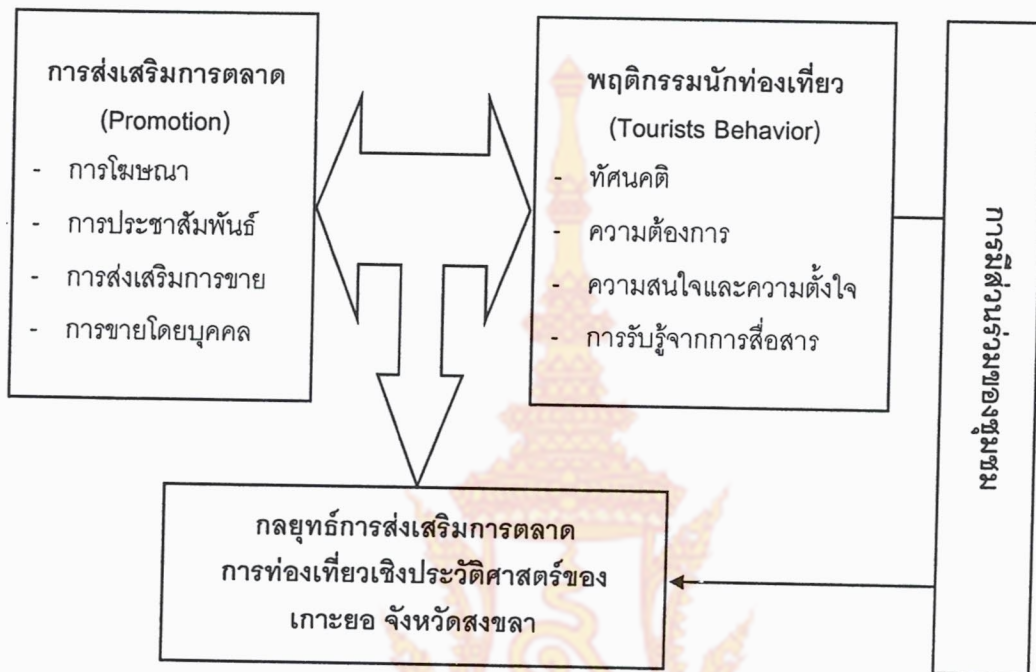 การส่งเสริมการตลาด
(Promotion)
- การโฆษณา
- การประชาสัมพันธ์
- การส่งเสริมการขาย
- การขายโดยบุคคล
พฤติกรรมนักท่องเที่ยว
(Tourists Behavior)
- ทัศนคติ
- ความต้องการ
- ความสนใจและความตั้งใจ
- การรับรู้จากการสื่อสาร
การมีส่วนร่วมของชุมชม
กลยุทธ์การส่งเสริมการตลาด
การท่องเที่ยวเชิงประวัติศาสตร์ของ
เกาะยอ จังหวัดสงขลา